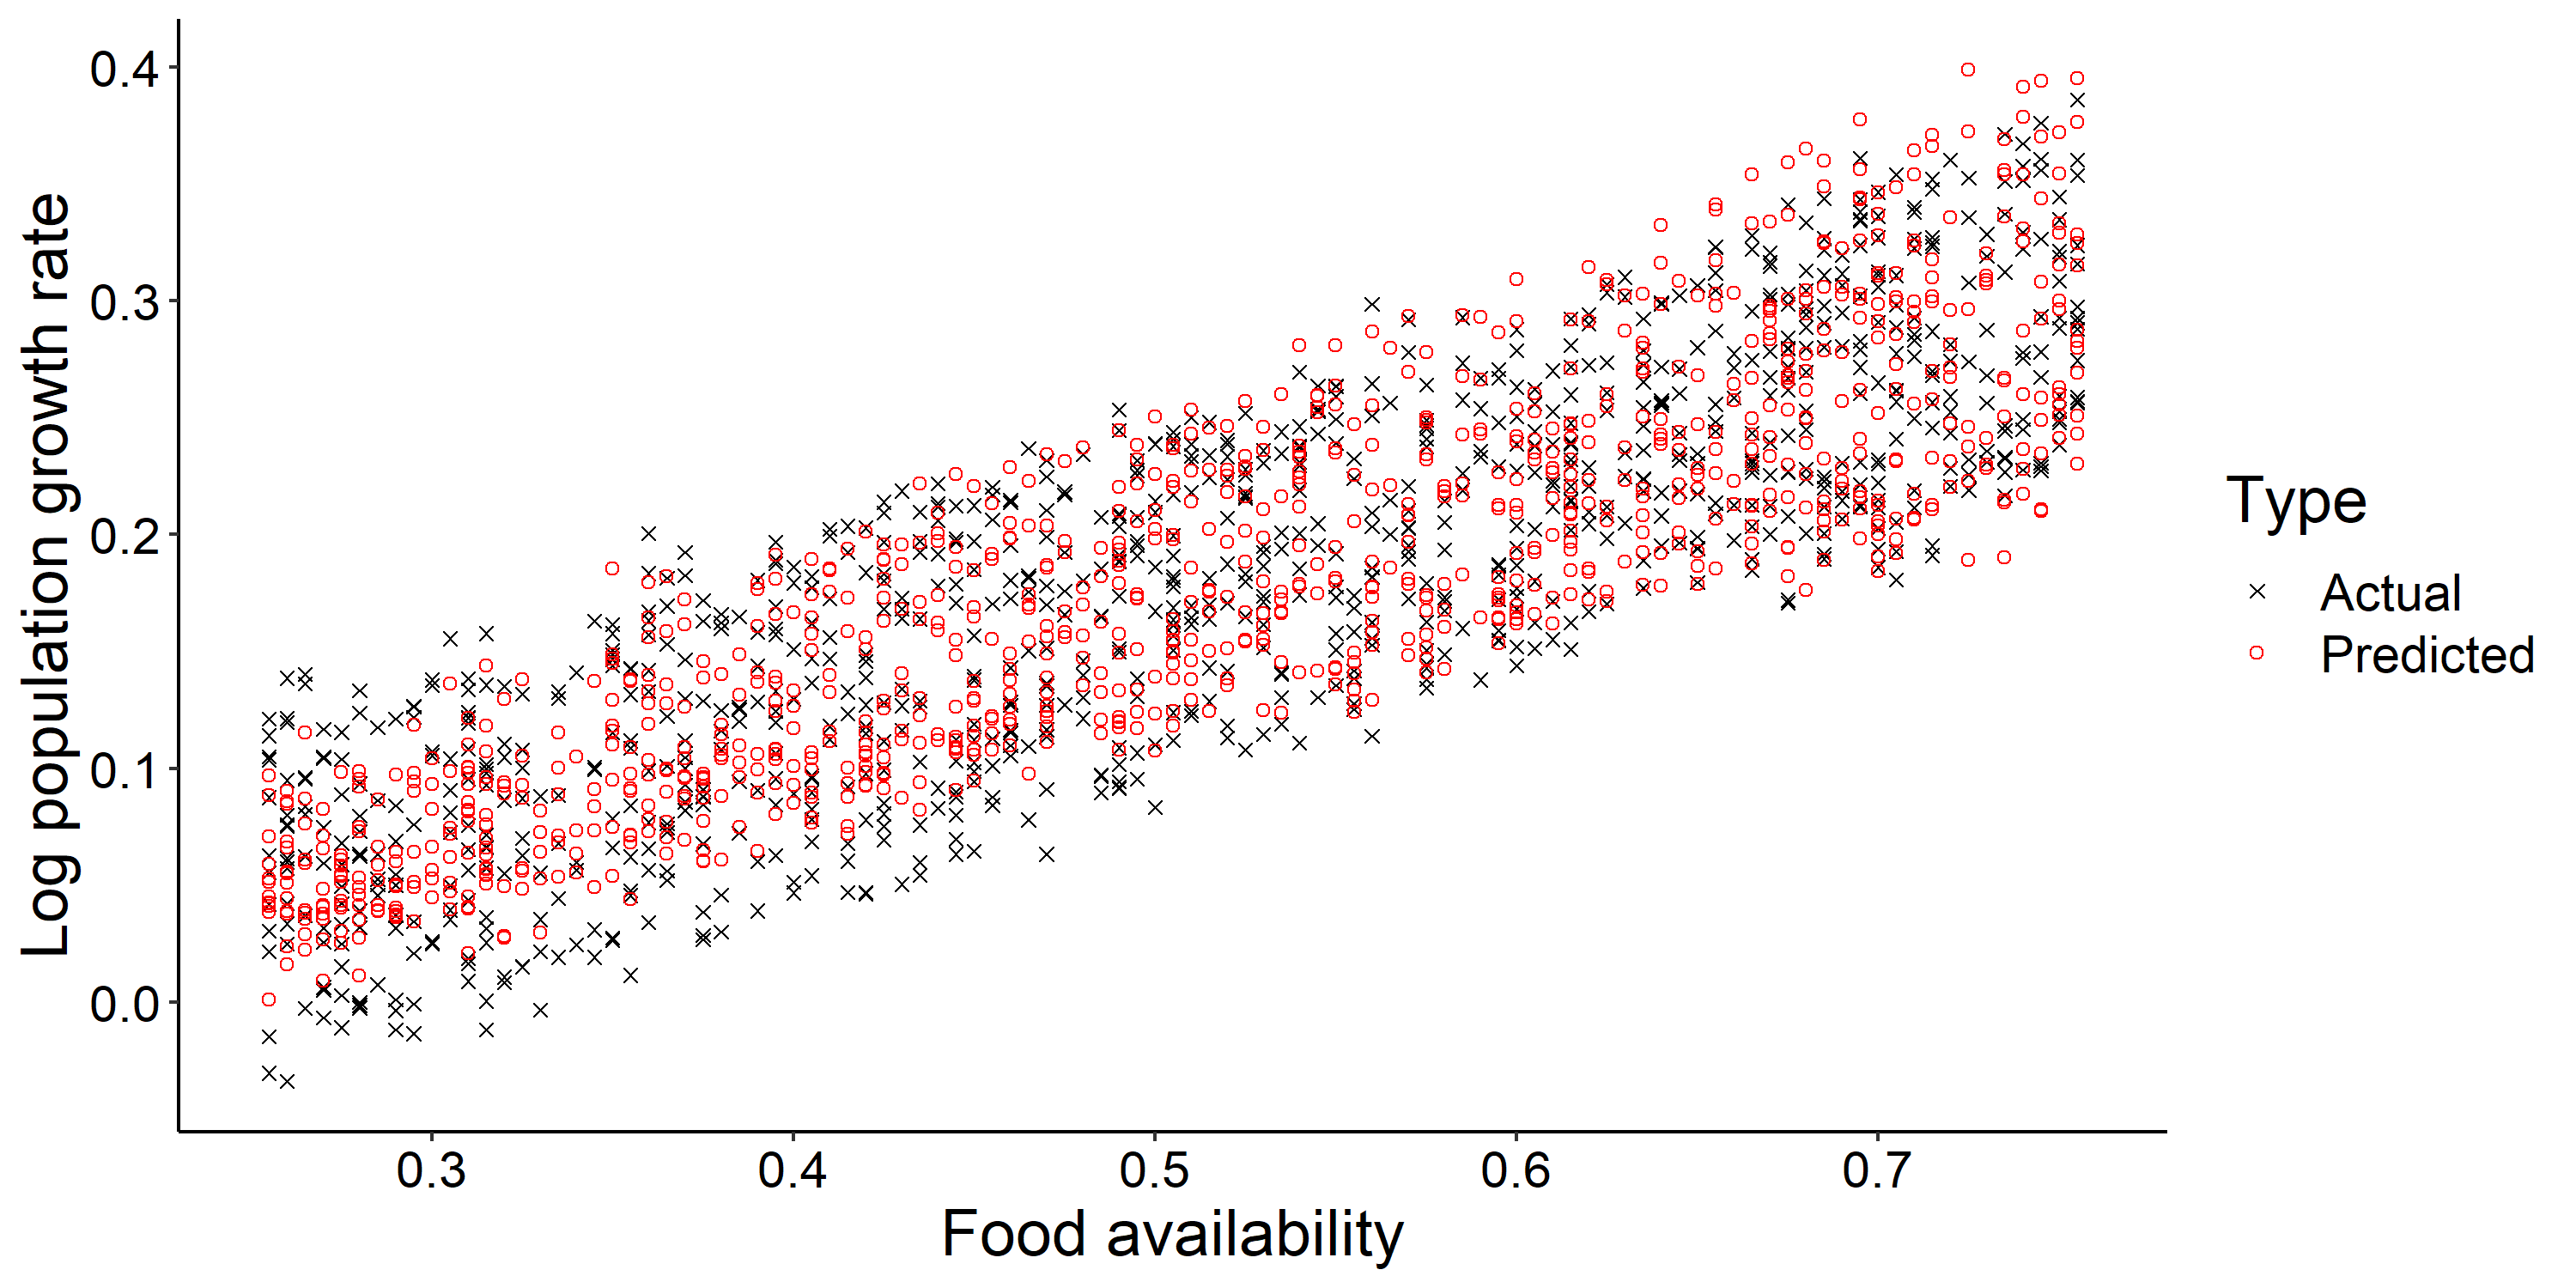 Log population growth rate
0.4
0.3
0.2
0.1
0.0
0.3 0.4 0.5 0.6 0.7
Food availability
Type
Actual
Predicted